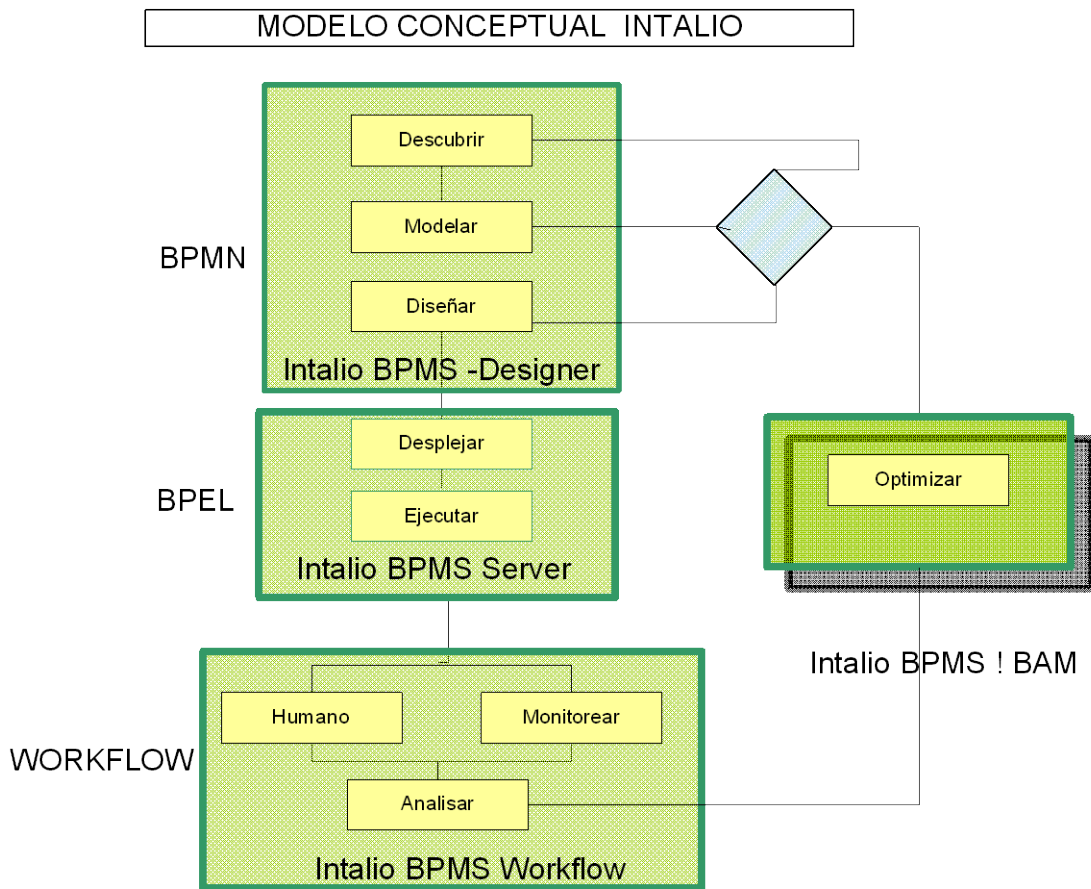 MODELO CONCEPTUAL INTALIO
Descubrir
Modelar
BPMN
Diseñar
Intalio BPMS -Designer
Desplejar
BPEL
Ejecutar
Intalio BPMS Server
Optimizar
Intalio BPMS ! BAM
Humano
Monitorear
WORKFLOW
Analisar
Intalio BPMS Workflow